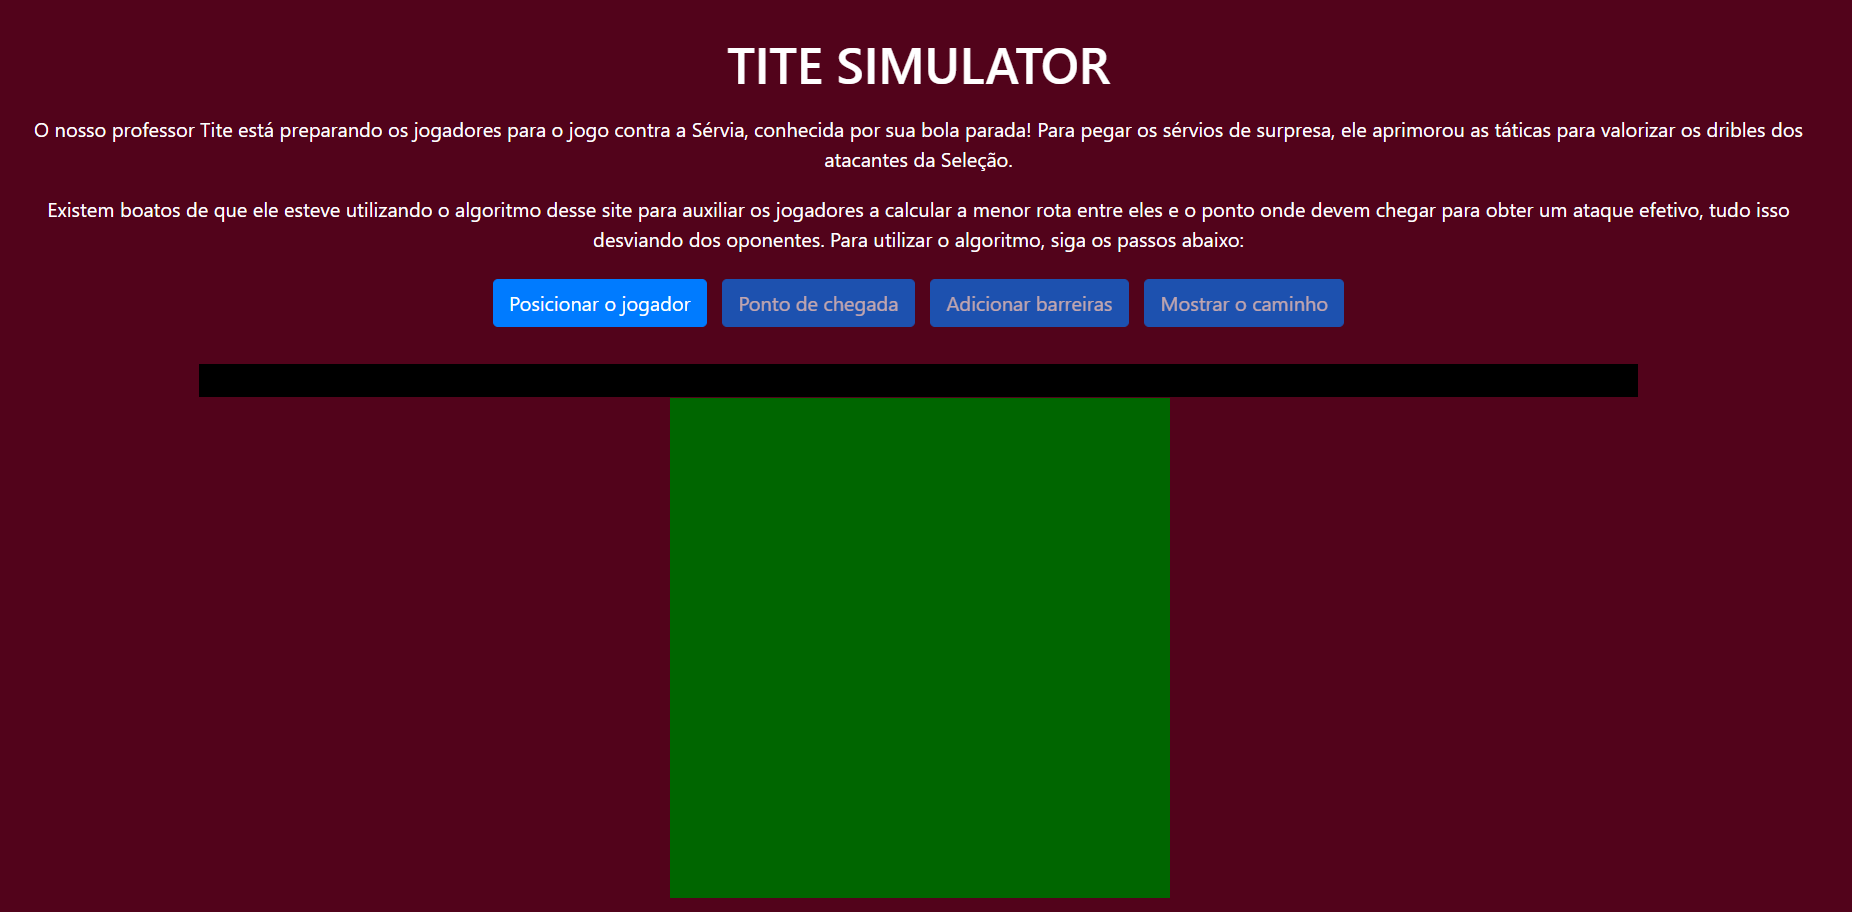 TITE SIMULATOR
O nosso professor Tite está preparando os jogadores para o jogo contra a Sérvia, conhecida por sua bola parada! Para pegar os sérvios de surpresa, ele aprimorou as táticas para valorizar os dribles dos
atacantes da Seleção.
Existem boatos de que ele esteve utilizando o algoritmo desse site para auxiliar os jogadores a calcular a menor rota entre eles e o ponto onde devem chegar para obter um ataque efetivo, tudo isso
desviando dos oponentes. Para utilizar o algoritmo, siga os passos abaixo:
Posicionar o jogador Ponto de chegada Adicionar barreiras Mostrar o caminho